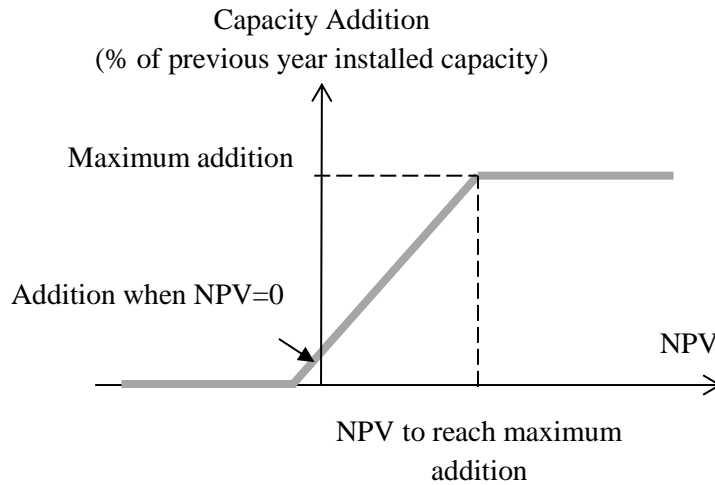 Capacity Addition
(% of previous year installed capacity)
Maximum addition
Addition when NPV=0
NPV
NPV to reach maximum
addition